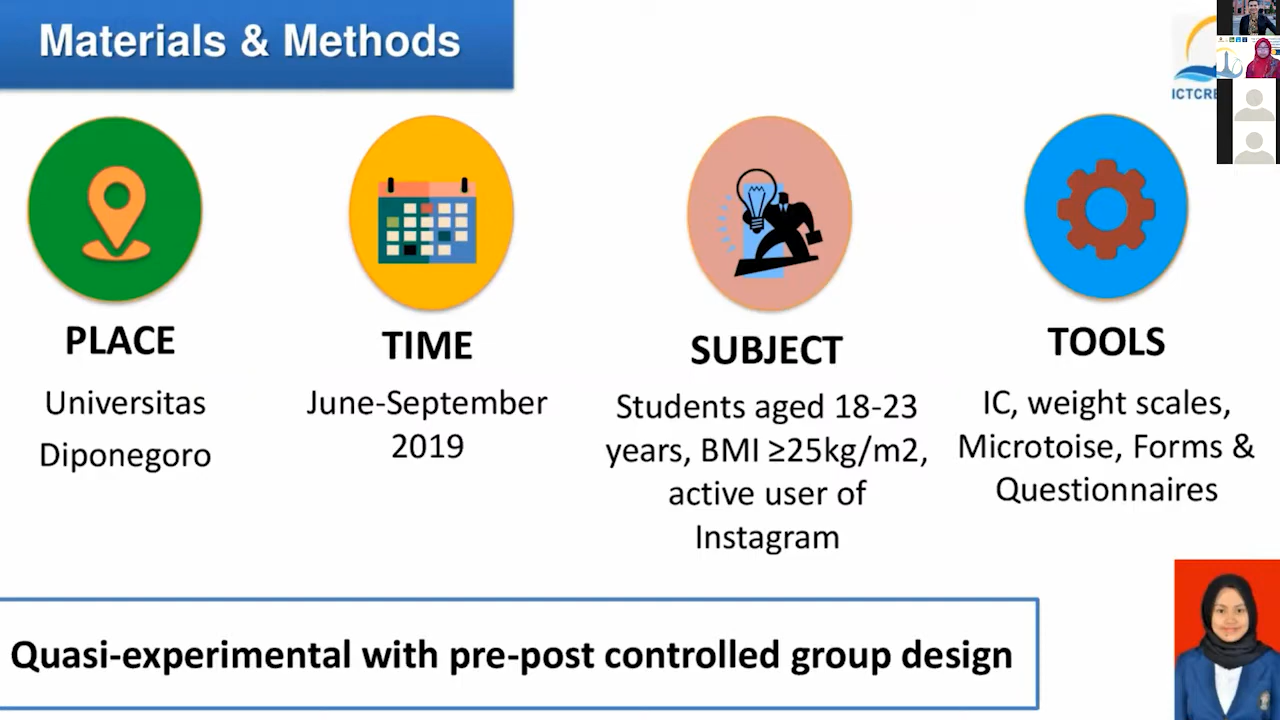 Materials & Methods
ICTCRE
PLACE
Universitas
Diponegoro
TIME
June-September
2019
SUBJECT
Students aged 18-23
years, BMI ≥25kg/m2,
active user of
Instagram
TOOLS
IC, weight scales,
Microtoise, Forms &
Questionnaires
Quasi-experimental with pre-post controlled group design